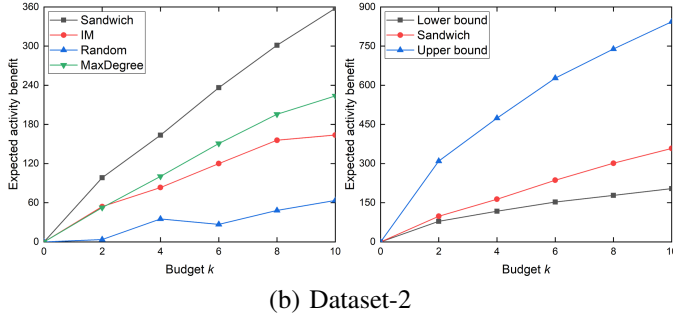 360
300
240
180
120
60
0
Expected activity benefit
Sandwich
IM
Random
MaxDegree
0 2 4 6 8 10
Budget k
900
750
600
450
300
150
0
Expected activity benefit
Lower bound
Sandwich
Upper bound
0 2 4 6 8 10
Budget k
(b) Dataset-2